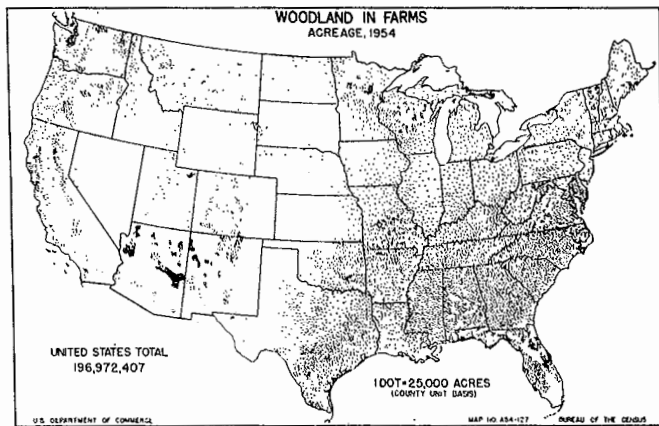 WOODLAND IN FARMS
ACREAGE, 1954
UNITED STATES TOTAL
196,972,407
1 DOT=25,000 ACRES
(COUNTY UNIT BASIS)
U.S. DEPARTMENT OF COMMERCE
MAP NO. A54-127
BUREAU OF THE CENSUS